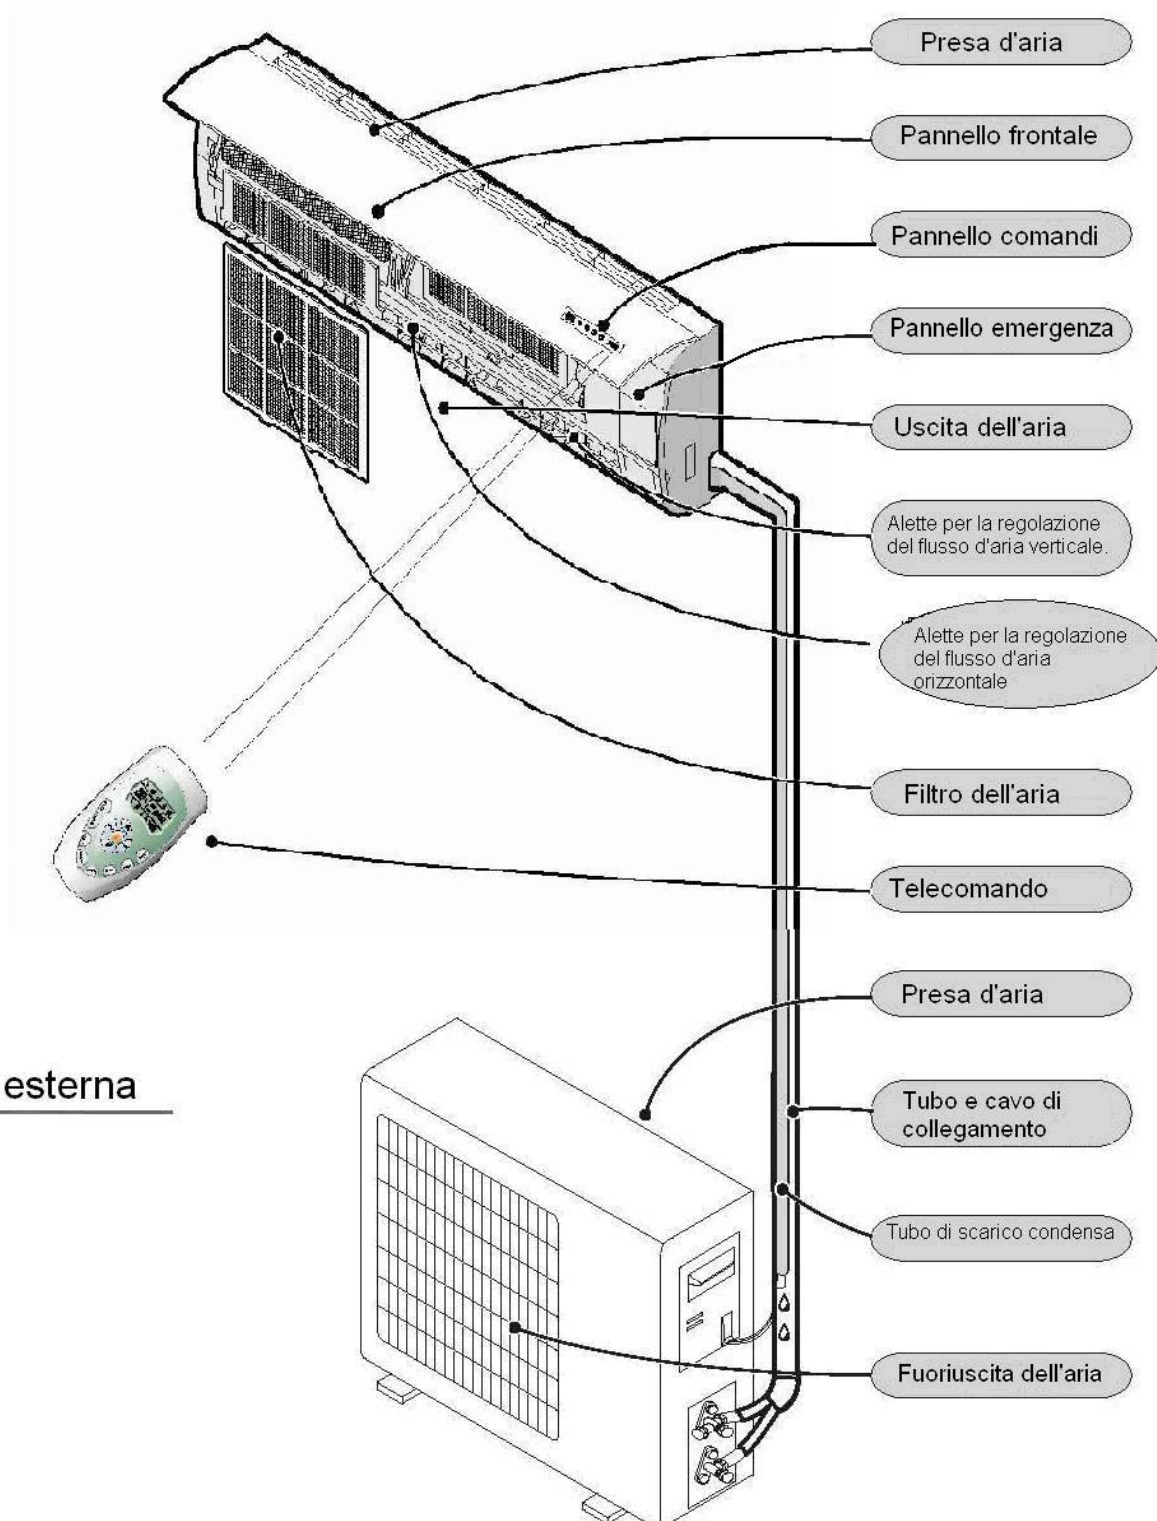 Presa d'aria
Pannello frontale
Pannello comandi
Pannello emergenza
Uscita dell'aria
Alette per la regolazione
del flusso d'aria verticale.
Alette per la regolazione
del flusso d'aria
orizzontale
Filtro dell'aria
Telecomando
Presa d'aria
esterna
Tubo e cavo di
collegamento
Tubo di scarico condensa
Fuoriuscita dell'aria